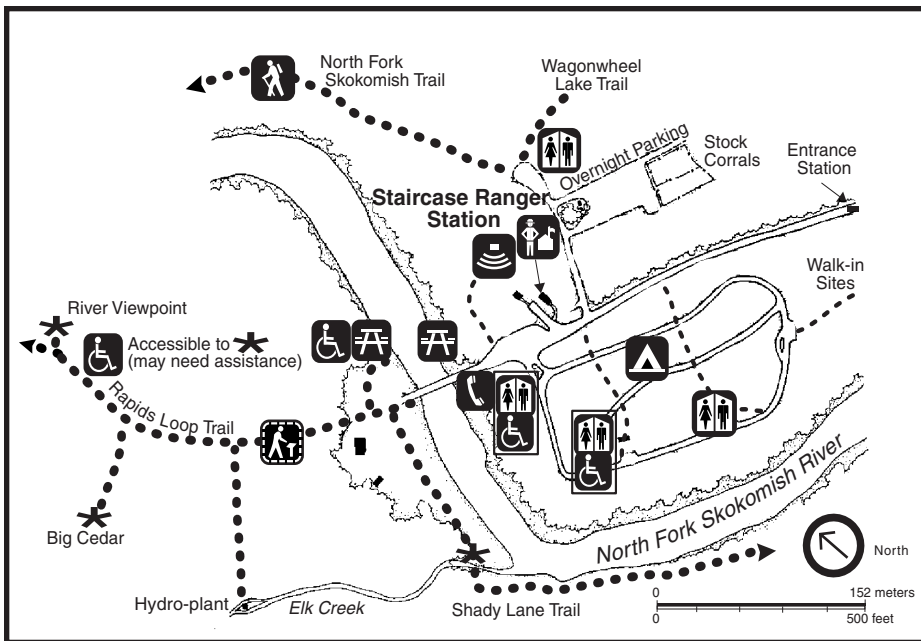 North Fork
Skokomish Trail
Wagonwheel
Lake Trail
Overnight Parking
Stock
Corrals
Entrance
Station
Staircase Ranger
Station
Walk-in
Sites
River Viewpoint
Accessible to
(may need assistance)
Rapids Loop Trail
Big Cedar
North Fork Skokomish River
North
Hydro-plant
Elk Creek
Shady Lane Trail
0 152 meters
0 500 feet